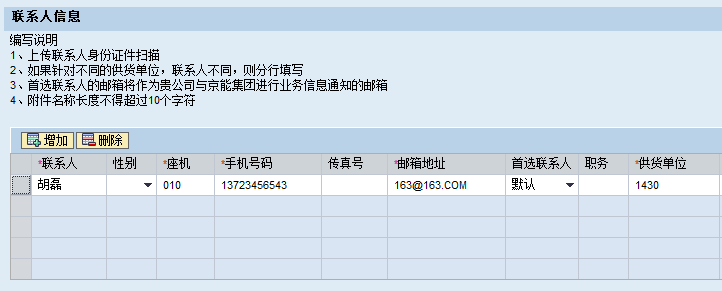 联系人信息
编写说明
1、上传联系人身份证件扫描
2、如果针对不同的供货单位，联系人不同，则分行填写
3、首选联系人的邮箱将作为贵公司与京能集团进行业务信息通知的邮箱
4、附件名称长度不得超过10个字符
增加 删除
*联系人 性别 *座机 *手机号码 传真号 *邮箱地址 首选联系人 职务 *供货单位
胡磊 010 13723456543 163@163.COM 默认 1430